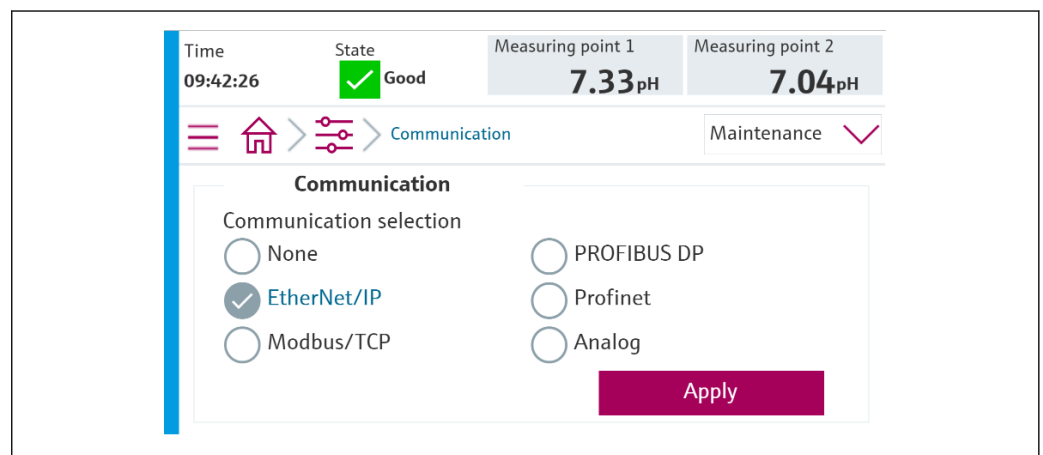 Time State Measuring point 1 Measuring point 2
09:42:26 Good 7.33pH 7.04pH
Communication Maintenance
Communication
Communication selection
None PROFIBUS DP
EtherNet/IP Profinet
Modbus/TCP Analog
Apply